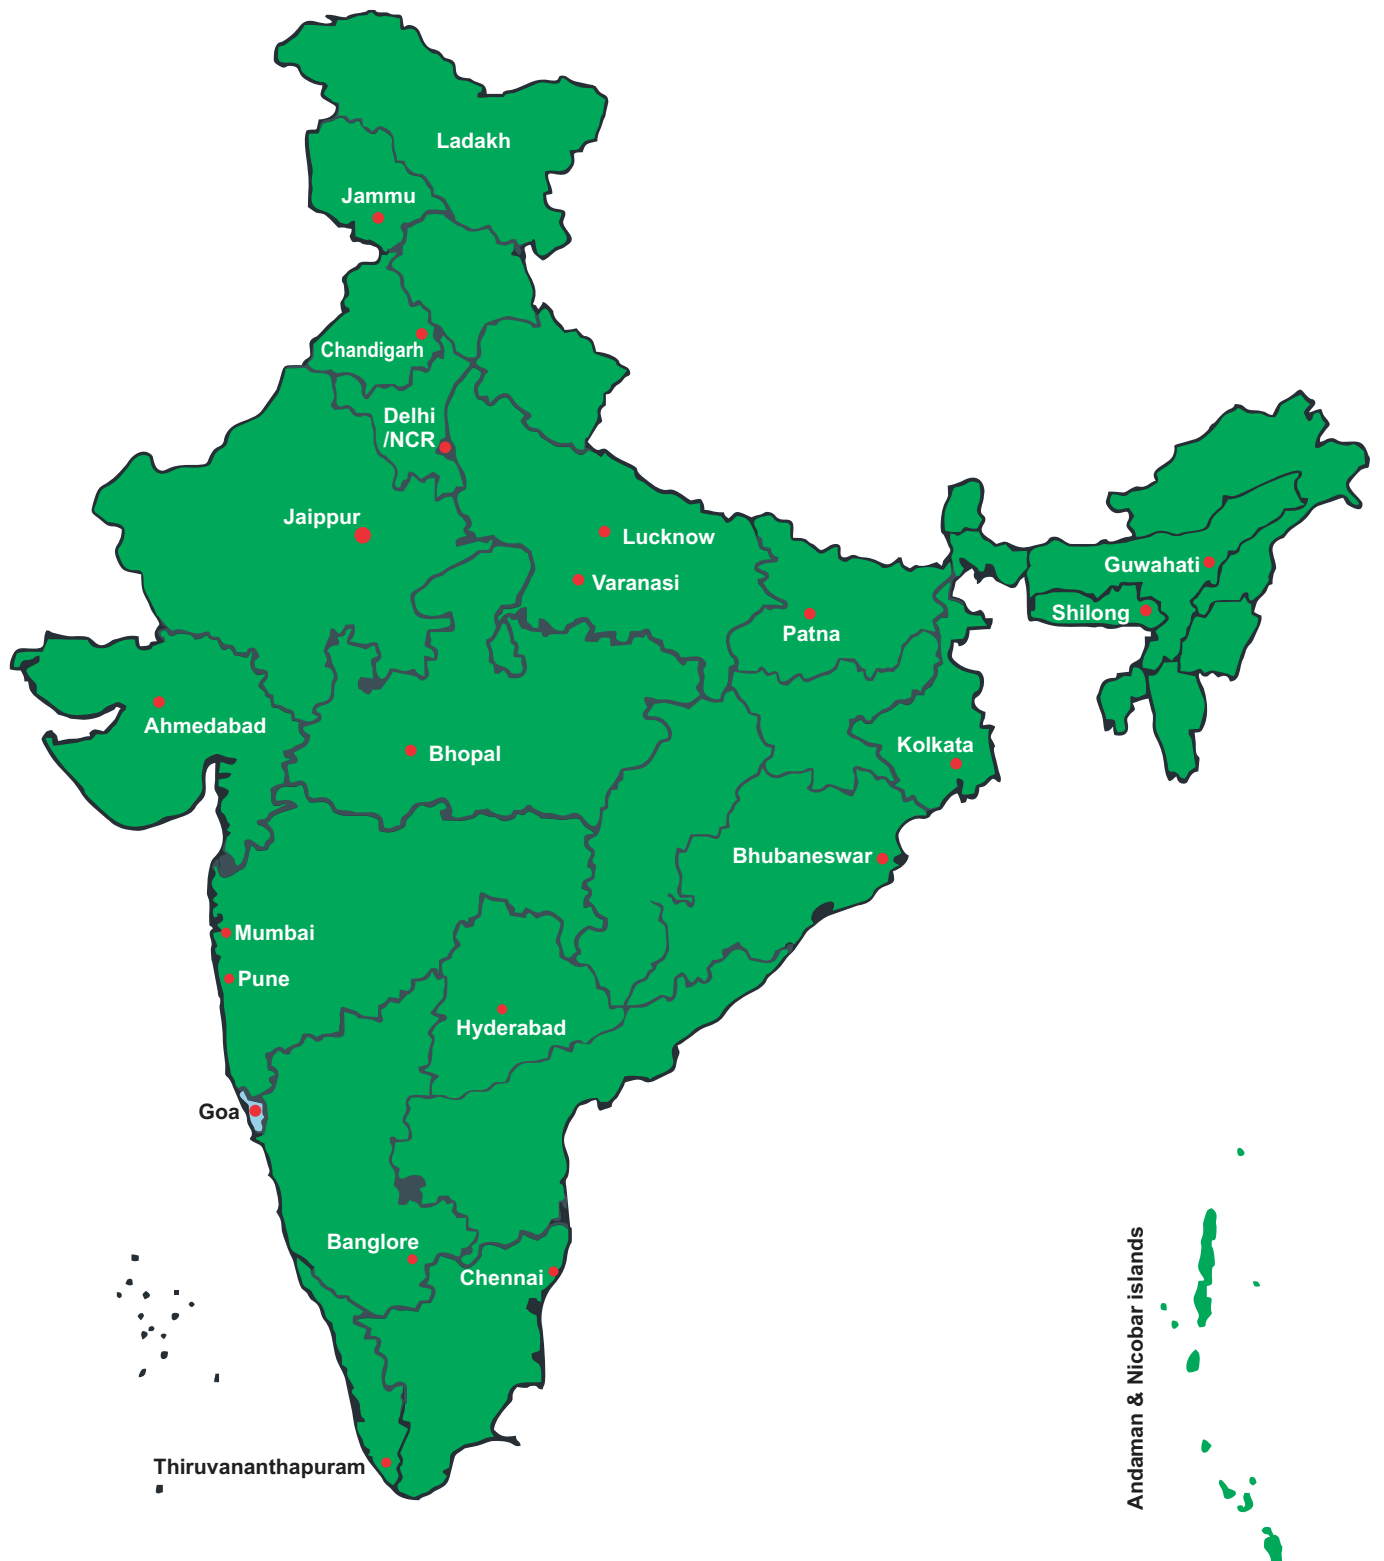 Ladakh
Jammu
Chandigarh
Delhi
/NCR
Jaippur
Lucknow
Varanasi
Guwahati
Shilong
Patna
Ahmedabad
Bhopal
Kolkata
Bhubaneswar
Mumbai
Pune
Hyderabad
Goa
Banglore
Chennai
Andaman & Nicobar islands
Thiruvananthapuram